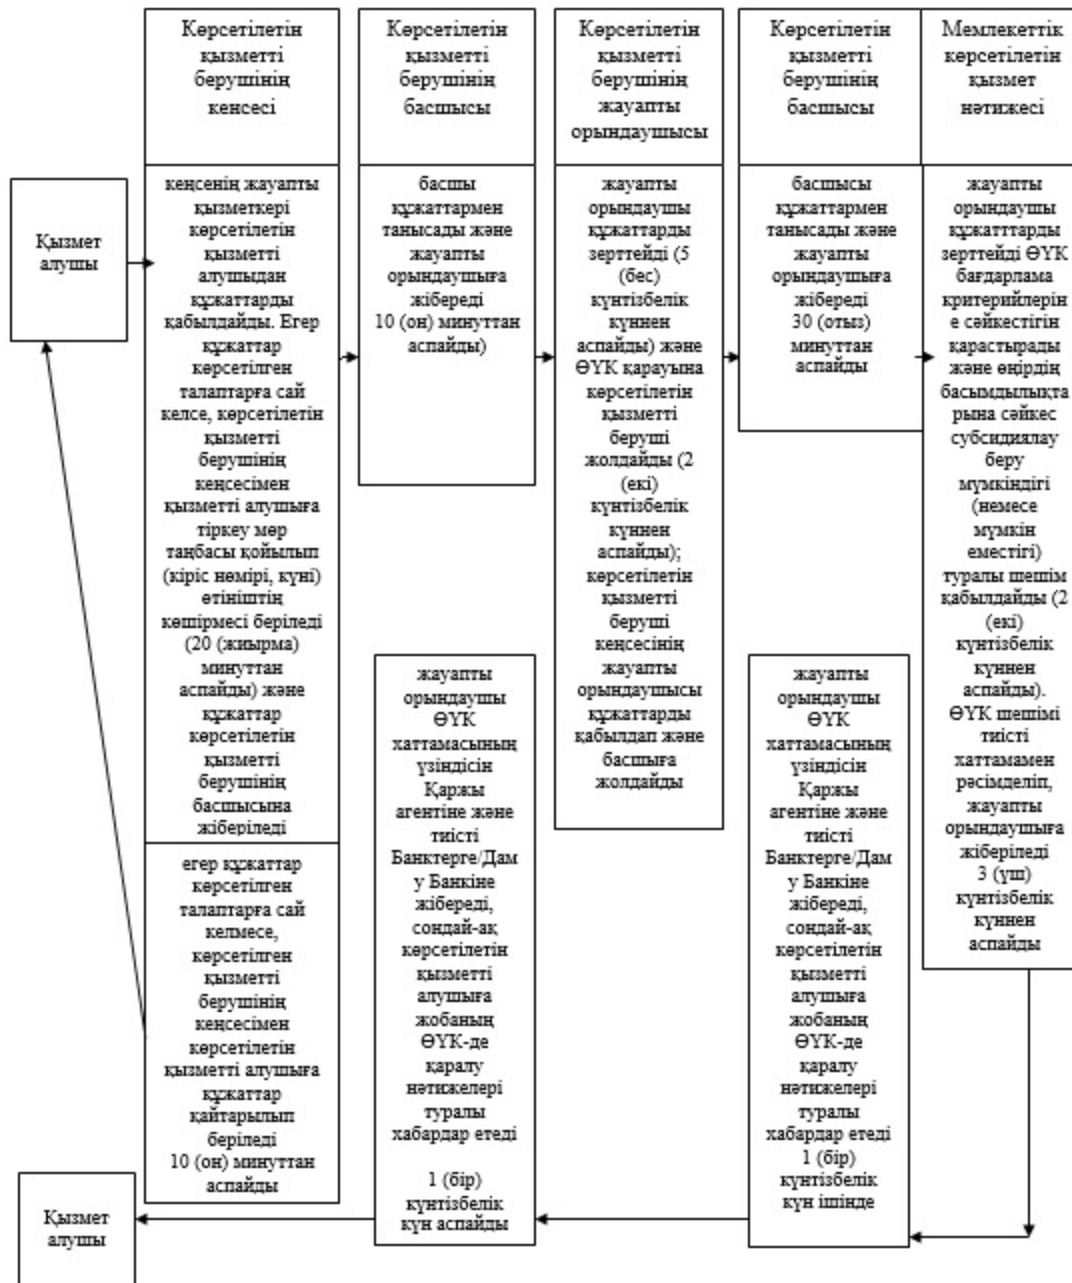 Көрсетілетін
қызметті
берушінің
кенсесі
Көрсетілетін
қызметті
берушінің
басшысы
Көрсетілетін
қызметті
берушінің
жауапты
орындаушысы
Көрсетілетін
қызметті
берушінің
басшысы
Мемлекеттік
көрсетілетін
қызмет
нәтижесі
Қызмет
алушы
кеңсенің жауапты
қызметкері
көрсетілетін
қызметті
алушыдан
құжаттарды
қабылдайды. Егер
құжаттар
көрсетілген
талаптарға сай
келсе, көрсетілетін
қызметті
берушінің
кеңсесімен
қызметті алушыға
тіркеу мөр
таңбасы қойылып
(кіріс нөмірі, күні)
өтініштің
көшірмесі беріледі
(20 (жиырма)
минуттан
аспайды) және
құжаттар
көрсетілетін
қызметті
берушінің
басшысына
жіберіледі
басшы
құжаттармен
танысады және
жауапты
орындаушыға
жібереді
10 (он) минуттан
аспайды)
жауапты
орындаушы
құжаттарды
зерттейді (5
(бес)
күнтізбелік
күннен
аспайды) және
ӨҮК қарауына
көрсетілетін
қызметті
беруші
жолдайды (2
(екі)
күнтізбелік
күннен
аспайды);
көрсетілетін
қызметті
беруші
кеңсесінің
жауапты
орындаушысы
құжаттарды
қабылдап және
басшыға
жолдайды
басшысы
құжаттармен
танысады және
жауапты
орындаушыға
жібереді
30 (отыз)
минуттан
аспайды
жауапты
орындаушы
құжатттарды
зерттейді ӨҮК
бағдарлама
критерийлерін
е сәйкестігін
қарастырады
және өңірдің
басымдылықта
рына сәйкес
субсидиялау
беру
мүмкіндігі
(немесе
мүмкін
еместігі)
туралы шешім
қабылдайды (2
(екі)
күнтізбелік
күннен
аспайды).
ӨҮК шешімі
тиісті
хаттамамен
рәсімделіп,
жауапты
орындаушыға
жіберіледі
3 (үш)
күнтізбелік
күннен
аспайды
егер құжаттар
көрсетілген
талаптарға сай
келмесе,
көрсетілген
қызметті
берушінің
кеңсесімен
көрсетілетін
қызметті алушыға
құжаттар
қайтарылып
беріледі
10 (он) минуттан
аспайды
жауапты
орындаушы
ӨҮК
хаттамасының
үзіндісін
Қаржы
агентіне және
тиісті
Банктерге/Дам
у Банкіне
жібереді,
сондай-ақ
көрсетілетін
қызметті
алушыға
жобаның
ӨҮК-де
қаралу
нәтижелері
туралы
хабардар етеді
1 (бір)
күнтізбелік
күн аспайды
жауапты
орындаушы
ӨҮК
хаттамасының
үзіндісін
Қаржы
агентіне және
тиісті
Банктерге/Дам
у Банкіне
жібереді,
сондай-ақ
көрсетілетін
қызметті
алушыға
жобаның
ӨҮК-де
қаралу
нәтижелері
туралы
хабардар етеді
1 (бір)
күнтізбелік
күн ішінде
Қызмет
алушы